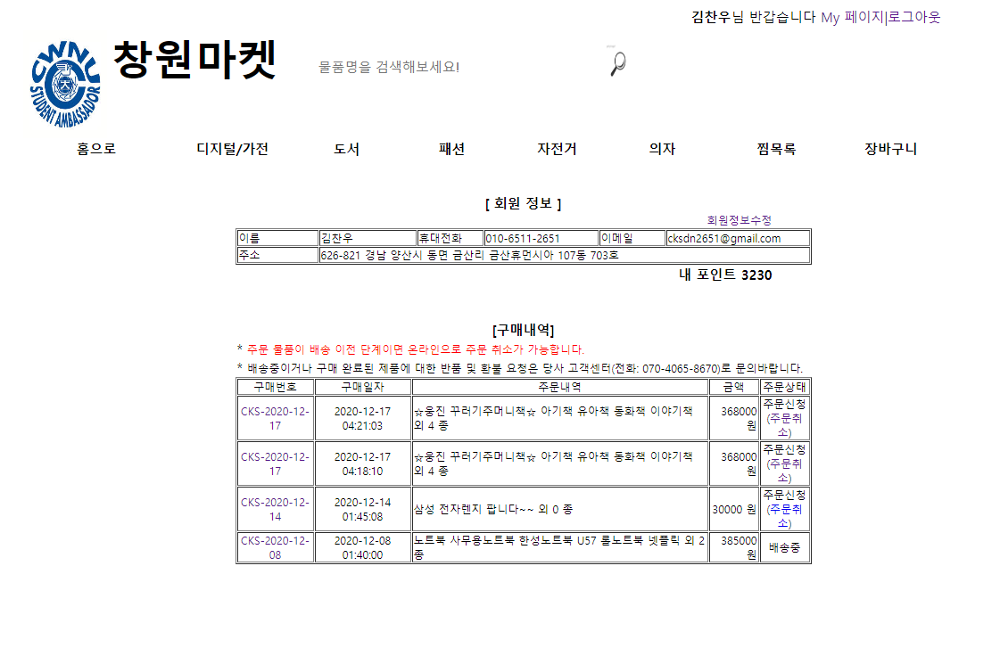 김찬우님 반갑습니다 My 페이지|로그아웃
CWNU
STUDENT AMBASSADOR
창원마켓
물품명을 검색해보세요!
홈으로 디지털/가전 도서 패션 자전거 의자 찜목록 장바구니
[ 회원 정보 ]
회원정보수정
이름 김찬우 휴대전화 010-6511-2651 이메일 cksdn2651@gmail.com
주소 626-821 경남 양산시 동면 금산리 금산휴먼시아 107동 703호
내 포인트 3230
[구매내역]
* 주문 물품이 배송 이전 단계이면 온라인으로 주문 취소가 가능합니다.
* 배송중이거나 구매 완료된 제품에 대한 반품 및 환불 요청은 당사 고객센터(전화: 070-4065-8670)로 문의바랍니다.
구매번호 구매일자 주문내역 금액 주문상태
CKS-2020-12-17 2020-12-17 04:21:03 ☆웅진 꾸러기주머니책☆ 아기책 유아책 동화책 이야기책 외 4 종 368000 원 주문신청 (주문취소)
CKS-2020-12-17 2020-12-17 04:18:10 ☆웅진 꾸러기주머니책☆ 아기책 유아책 동화책 이야기책 외 4 종 368000 원 주문신청 (주문취소)
CKS-2020-12-14 2020-12-14 01:45:08 삼성 전자렌지 팝니다~~ 외 0 종 30000 원 주문신청 (주문취소)
CKS-2020-12-08 2020-12-08 01:40:00 노트북 사무용노트북 한성노트북 U57 롤노트북 넷플릭 외 2 종 385000 원 배송중